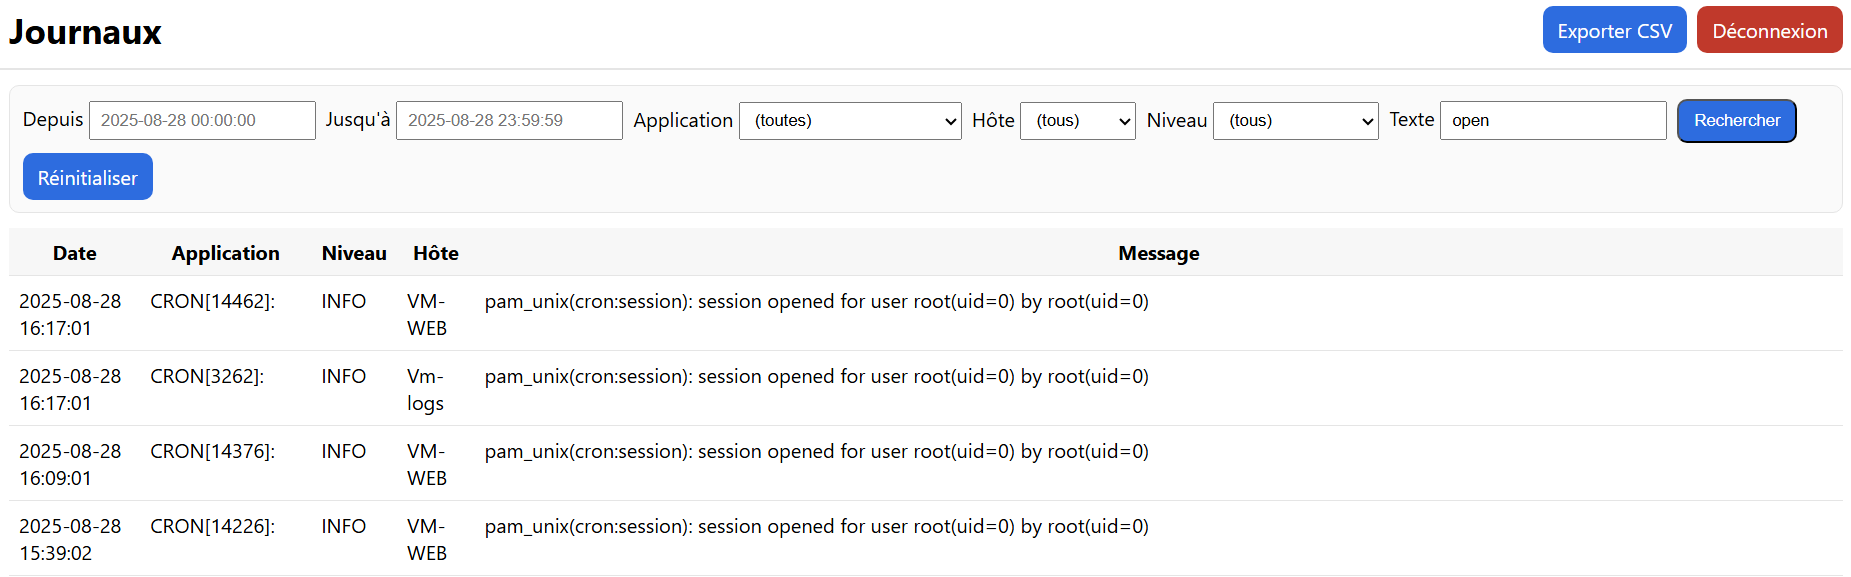 Journaux
Exporter CSV
Déconnexion
Depuis 2025-08-28 00:00:00 Jusqu'à 2025-08-28 23:59:59 Application (toutes) Hôte (tous) Niveau (tous) Texte open Rechercher
Réinitialiser
Date Application Niveau Hôte Message
2025-08-28 CRON[14462]: INFO VM- pam_unix(cron:session): session opened for user root(uid=0) by root(uid=0)
16:17:01 WEB
2025-08-28 CRON[3262]: INFO Vm- pam_unix(cron:session): session opened for user root(uid=0) by root(uid=0)
16:17:01 logs
2025-08-28 CRON[14376]: INFO VM- pam_unix(cron:session): session opened for user root(uid=0) by root(uid=0)
16:09:01 WEB
2025-08-28 CRON[14226]: INFO VM- pam_unix(cron:session): session opened for user root(uid=0) by root(uid=0)
15:39:02 WEB